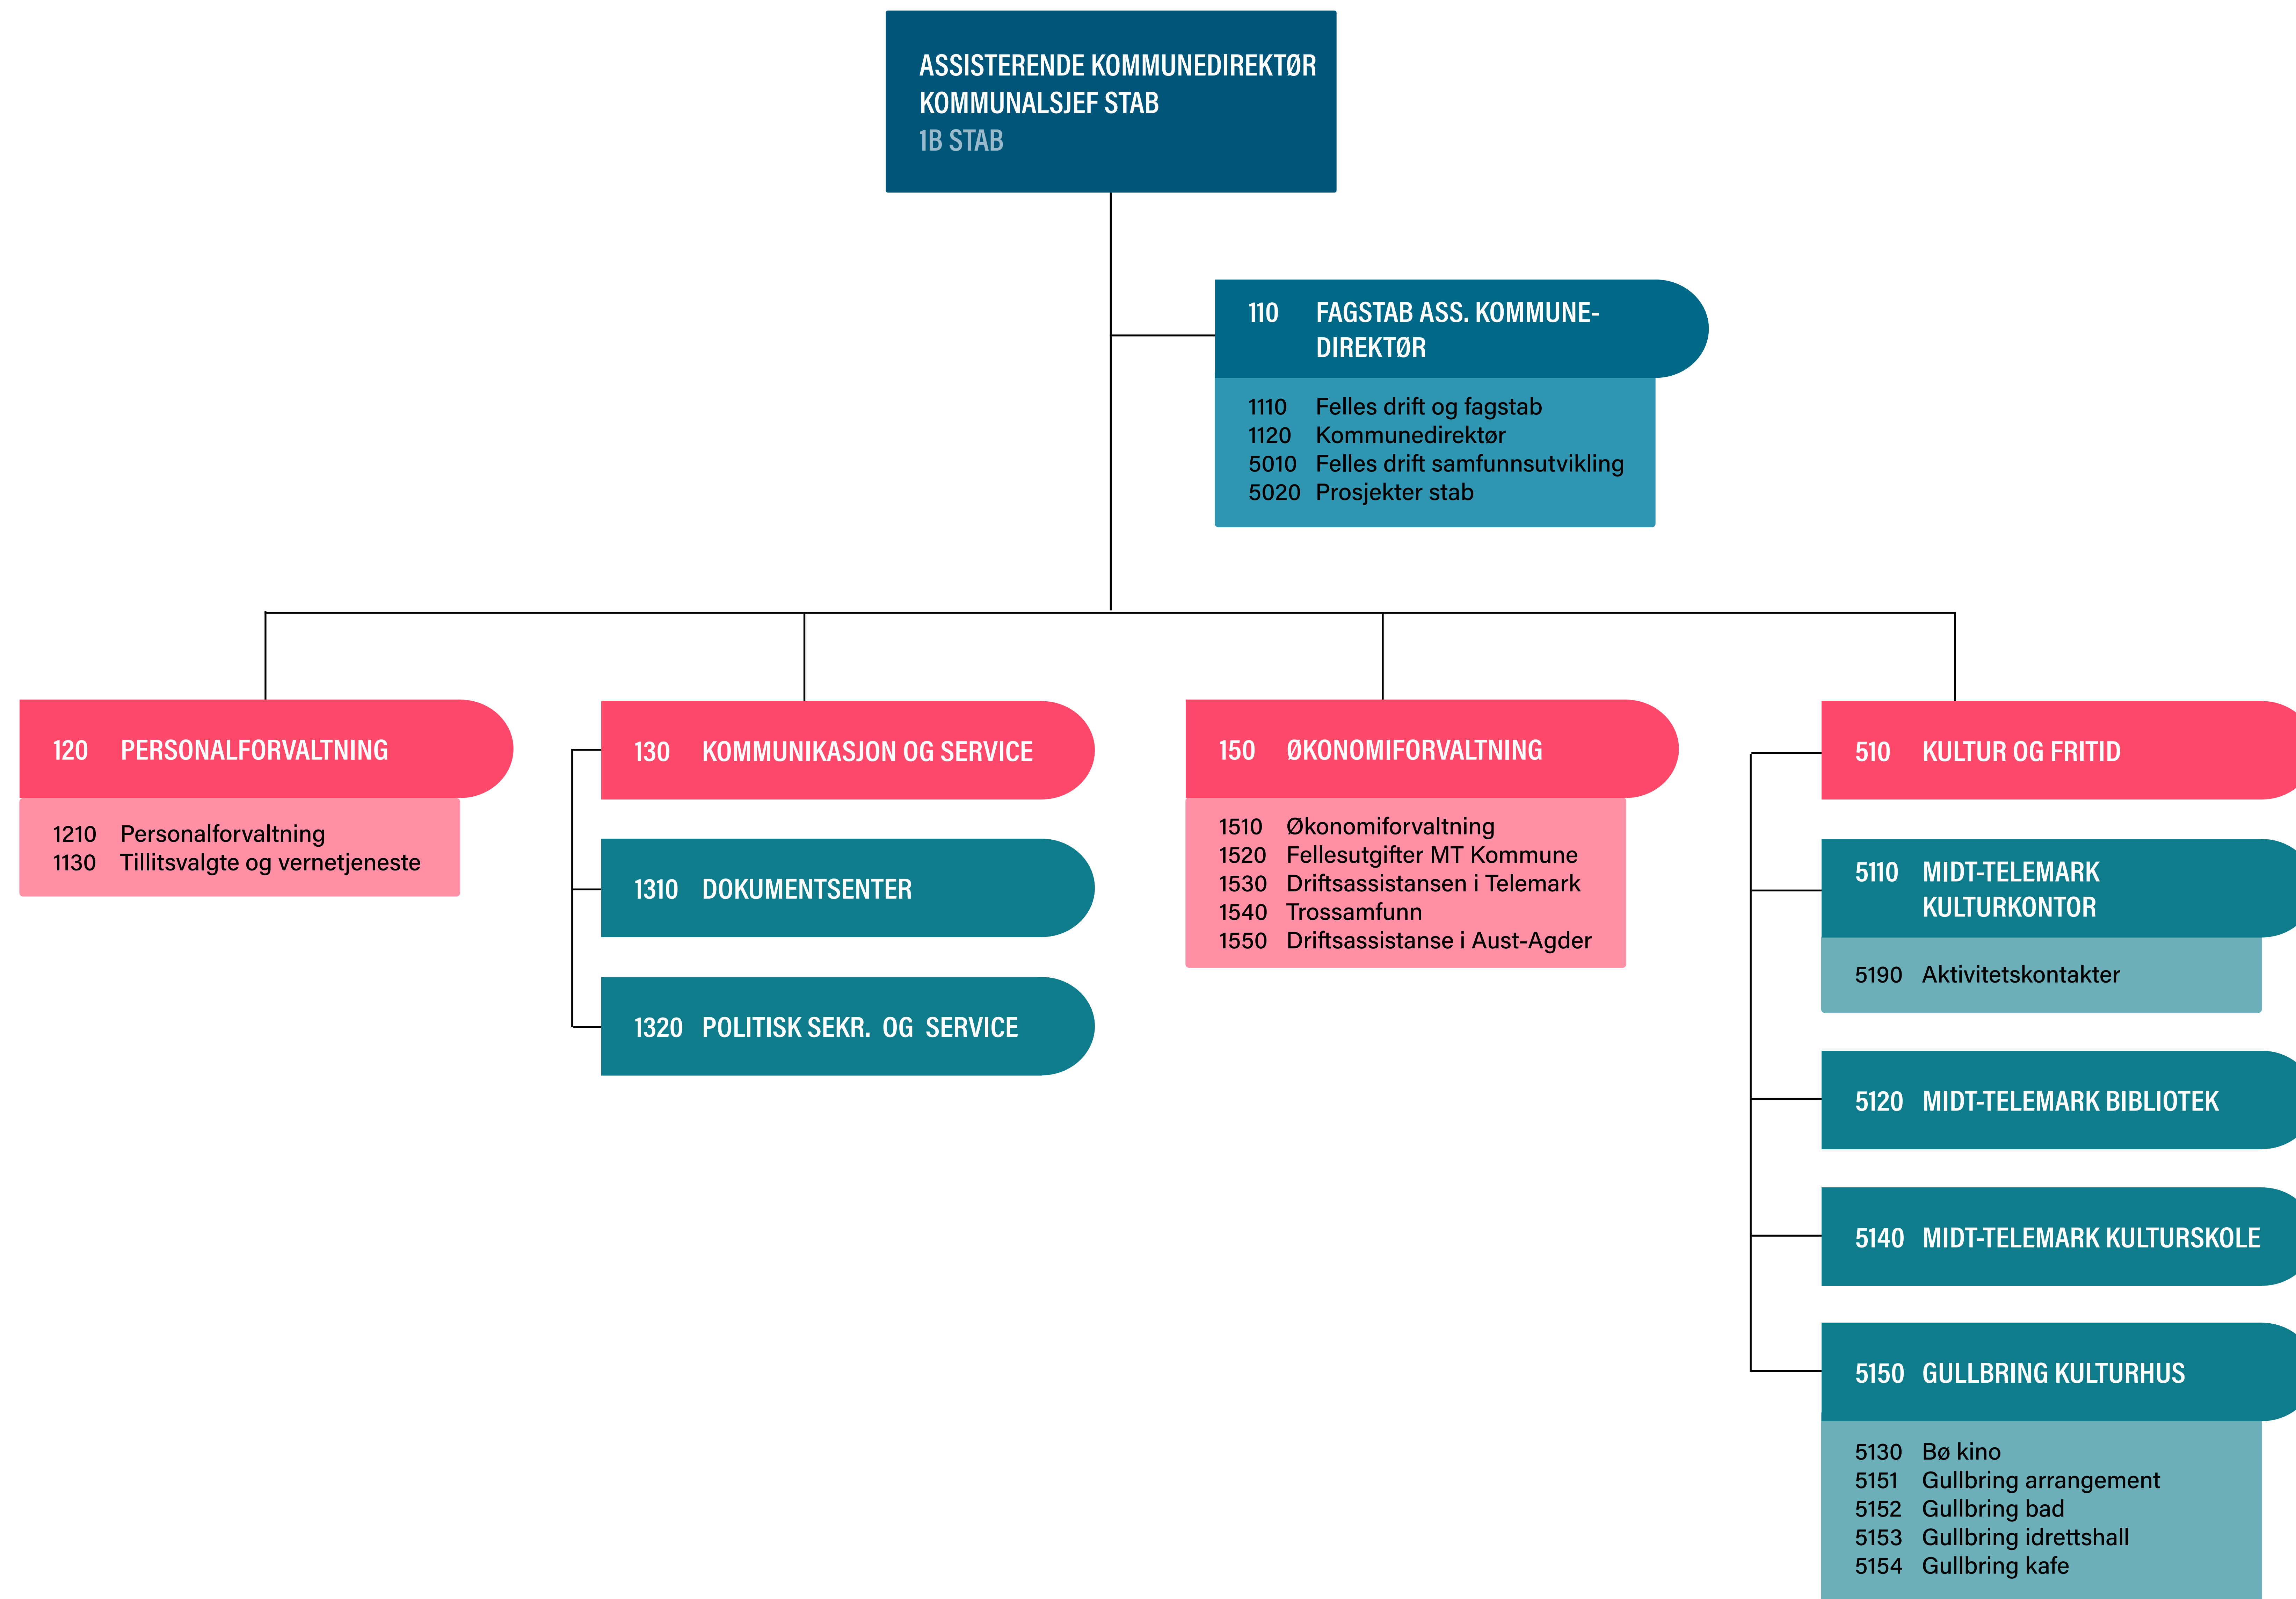 ASSISTERENDE KOMMUNEDIREKTØR
KOMMUNALSJEF STAB
1B STAB
110 FAGSTAB ASS. KOMMUNE-
DIREKTØR
1110 Felles drift og fagstab
1120 Kommunedirektør
5010 Felles drift samfunnsutvikling
5020 Prosjekter stab
120 PERSONALFORVALTNING
1210 Personalforvaltning
1130 Tillitsvalgte og vernetjeneste
130 KOMMUNIKASJON OG SERVICE
1310 DOKUMENTSENTER
1320 POLITISK SEKR. OG SERVICE
150 ØKONOMIFORVALTNING
1510 Økonomiforvaltning
1520 Fellesutgifter MT Kommune
1530 Driftsassistansen i Telemark
1540 Trossamfunn
1550 Driftsassistanse i Aust-Agder
510 KULTUR OG FRITID
5110 MIDT-TELEMARK
KULTURKONTOR
5190 Aktivitetskontakter
5120 MIDT-TELEMARK BIBLIOTEK
5140 MIDT-TELEMARK KULTURSKOLE
5150 GULLBRING KULTURHUS
5130 Bø kino
5151 Gullbring arrangement
5152 Gullbring bad
5153 Gullbring idrettshall
5154 Gullbring kafe